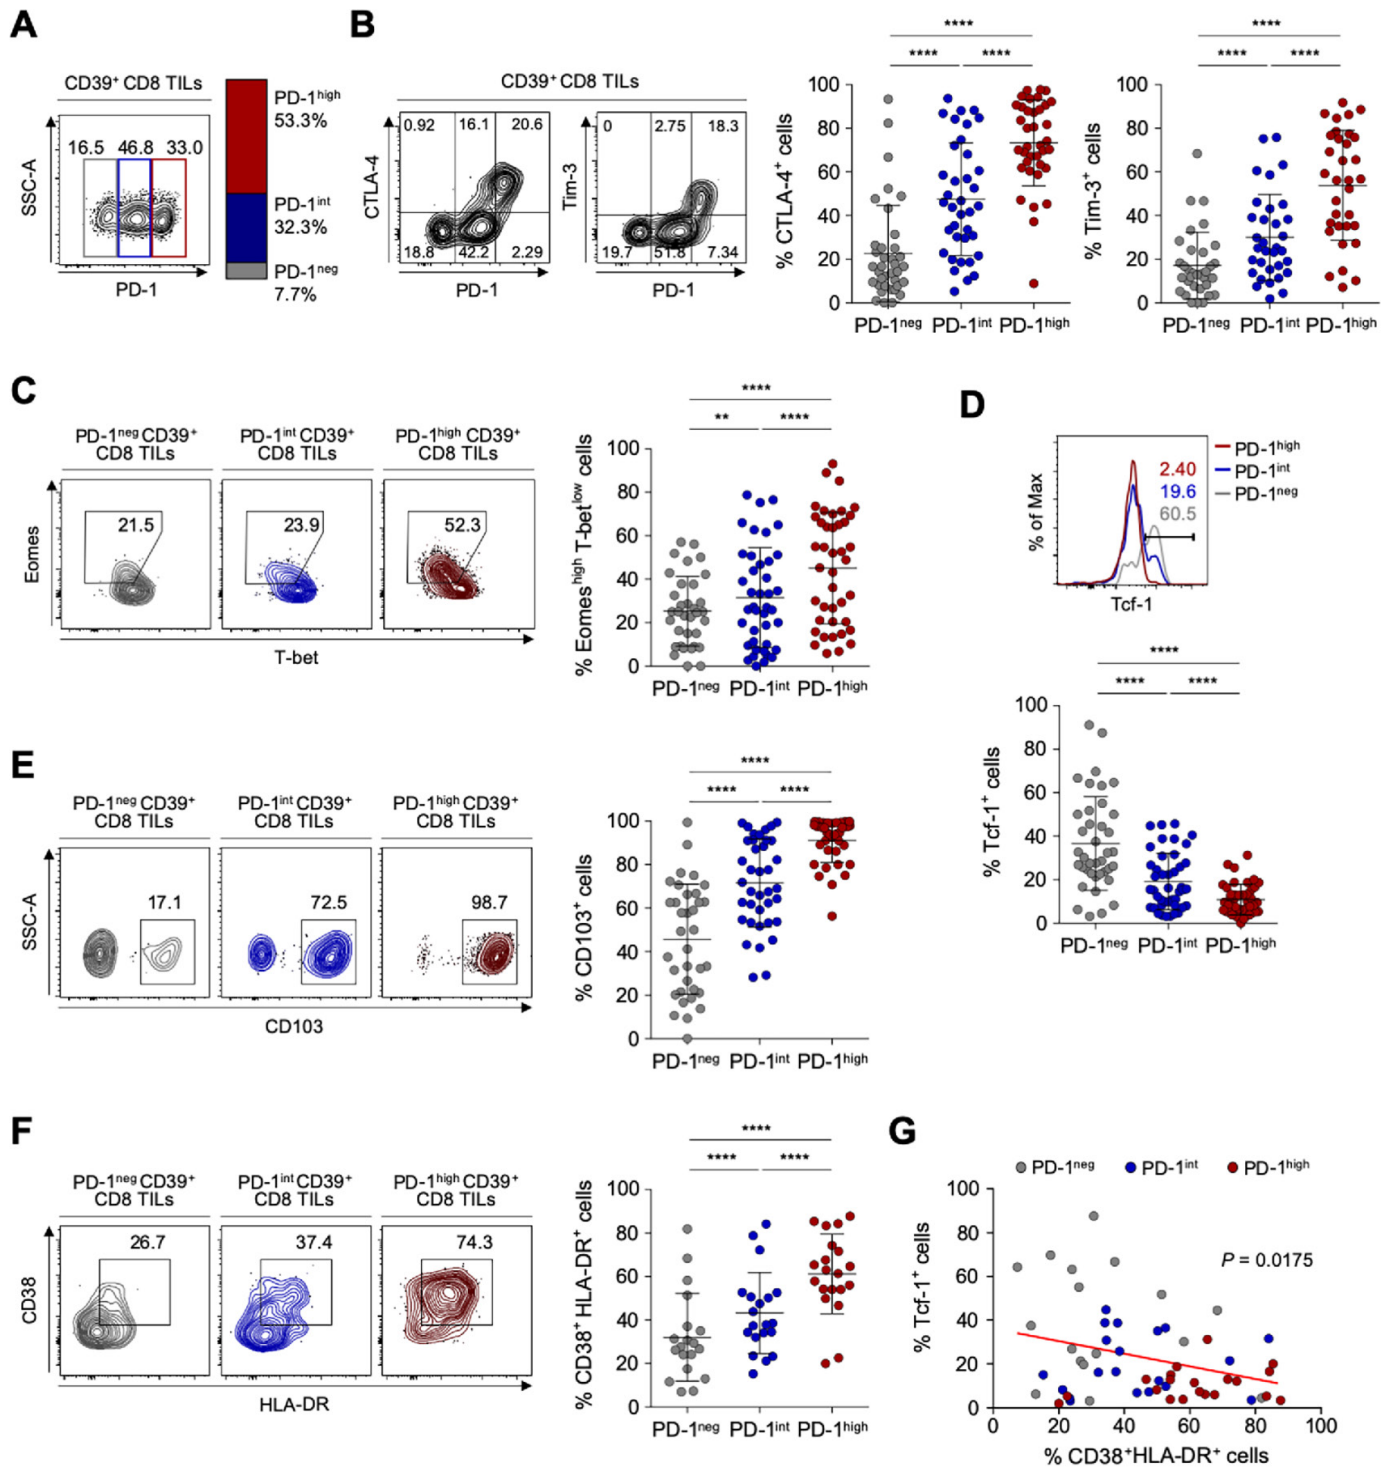 A
CD39⁺ CD8 TILs
16.5 46.8 33.0
SSC-A
PD-1
PD-1ʰⁱᵍʰ
53.3%
PD-1ⁱⁿᵗ
32.3%
PD-1ⁿᵉᵍ
7.7%
B
CD39⁺ CD8 TILs
0.92 16.1 20.6
CTLA-4
18.8 42.2 2.29
PD-1
0 2.75 18.3
Tim-3
19.7 51.8 7.34
PD-1
****
**** ****
% CTLA-4⁺ cells
100
80
60
40
20
0
PD-1ⁿᵉᵍ PD-1ⁱⁿᵗ PD-1ʰⁱᵍʰ
****
**** ****
% Tim-3⁺ cells
100
80
60
40
20
0
PD-1ⁿᵉᵍ PD-1ⁱⁿᵗ PD-1ʰⁱᵍʰ
C
PD-1ⁿᵉᵍ CD39⁺
CD8 TILs
PD-1ⁱⁿᵗ CD39⁺
CD8 TILs
PD-1ʰⁱᵍʰ CD39⁺
CD8 TILs
21.5 23.9 52.3
Eomes
T-bet
****
** ****
% Eomesʰⁱᵍʰ T-betˡᵒʷ cells
100
80
60
40
20
0
PD-1ⁿᵉᵍ PD-1ⁱⁿᵗ PD-1ʰⁱᵍʰ
D
% of Max
2.40
19.6
60.5
PD-1ʰⁱᵍʰ
PD-1ⁱⁿᵗ
PD-1ⁿᵉᵍ
Tcf-1
****
**** ****
% Tcf-1⁺ cells
100
80
60
40
20
0
PD-1ⁿᵉᵍ PD-1ⁱⁿᵗ PD-1ʰⁱᵍʰ
E
PD-1ⁿᵉᵍ CD39⁺
CD8 TILs
PD-1ⁱⁿᵗ CD39⁺
CD8 TILs
PD-1ʰⁱᵍʰ CD39⁺
CD8 TILs
17.1 72.5 98.7
SSC-A
CD103
****
**** ****
% CD103⁺ cells
100
80
60
40
20
0
PD-1ⁿᵉᵍ PD-1ⁱⁿᵗ PD-1ʰⁱᵍʰ
F
PD-1ⁿᵉᵍ CD39⁺
CD8 TILs
PD-1ⁱⁿᵗ CD39⁺
CD8 TILs
PD-1ʰⁱᵍʰ CD39⁺
CD8 TILs
26.7 37.4 74.3
CD38
HLA-DR
****
**** ****
% CD38⁺ HLA-DR⁺ cells
100
80
60
40
20
0
PD-1ⁿᵉᵍ PD-1ⁱⁿᵗ PD-1ʰⁱᵍʰ
G
PD-1ⁿᵉᵍ PD-1ⁱⁿᵗ PD-1ʰⁱᵍʰ
P = 0.0175
% Tcf-1⁺ cells
100
80
60
40
20
0
0 20 40 60 80 100
% CD38⁺HLA-DR⁺ cells